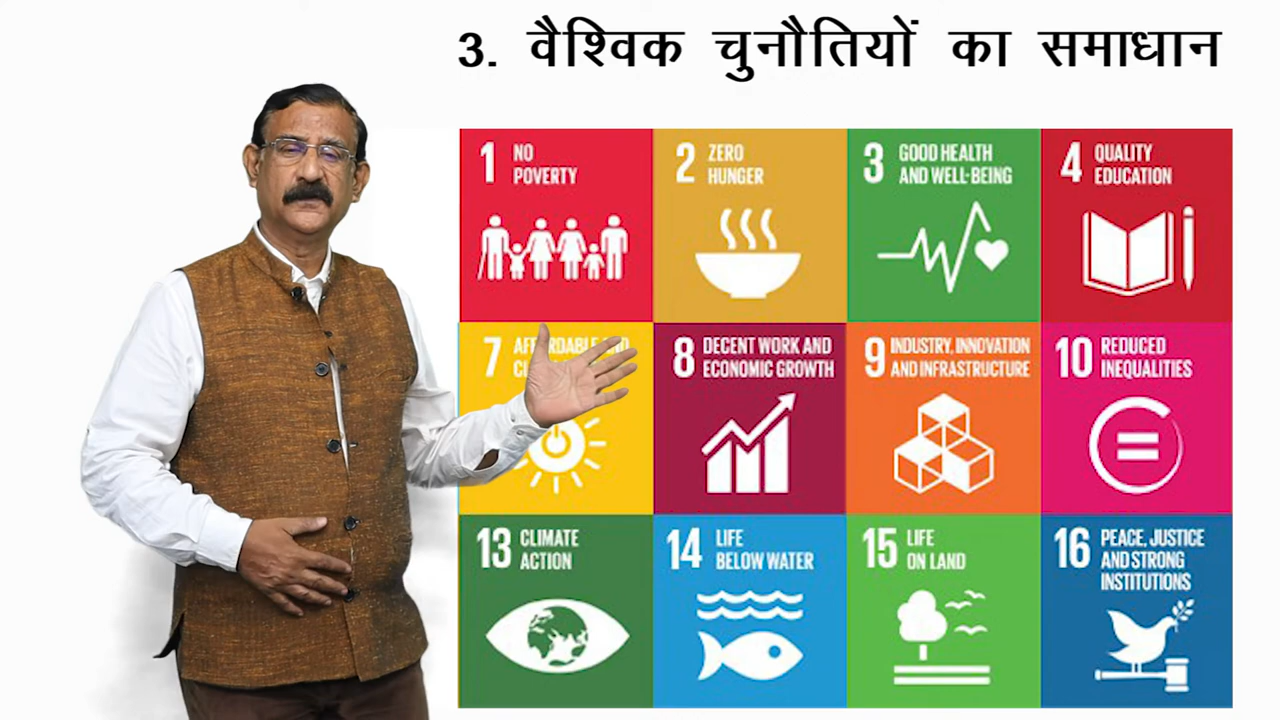 3. वैश्विक चुनौतियों का समाधान
1 NO
POVERTY
2 ZERO
HUNGER
3 GOOD HEALTH
AND WELL-BEING
4 QUALITY
EDUCATION
7 AFFORDABLE AND
8 DECENT WORK AND
ECONOMIC GROWTH
9 INDUSTRY, INNOVATION
AND INFRASTRUCTURE
10 REDUCED
INEQUALITIES
13 CLIMATE
ACTION
14 LIFE
BELOW WATER
15 LIFE
ON LAND
16 PEACE, JUSTICE
AND STRONG
INSTITUTIONS